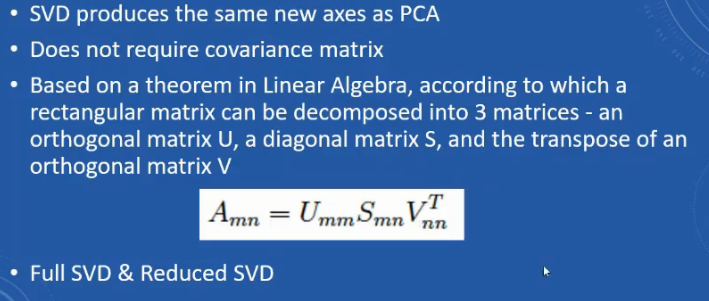 • SVD produces the same new axes as PCA
• Does not require covariance matrix
• Based on a theorem in Linear Algebra, according to which a
rectangular matrix can be decomposed into 3 matrices - an
orthogonal matrix U, a diagonal matrix S, and the transpose of an
orthogonal matrix V
A_{mn} = U_{mm} S_{mn} V_{nn}^{T}
• Full SVD & Reduced SVD